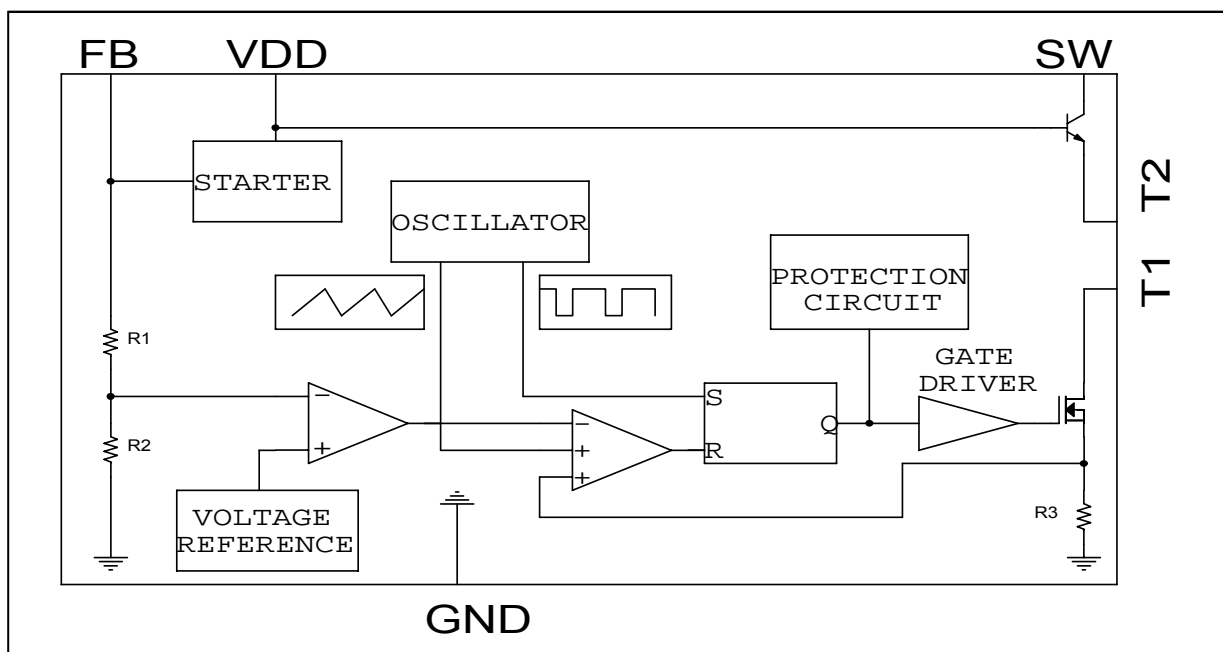 FB
VDD
SW
STARTER
T2
OSCILLATOR
T1
PROTECTION
CIRCUIT
R1
GATE
DRIVER
−
S
−
Q
R2
+
+
R
+
VOLTAGE
REFERENCE
R3
GND